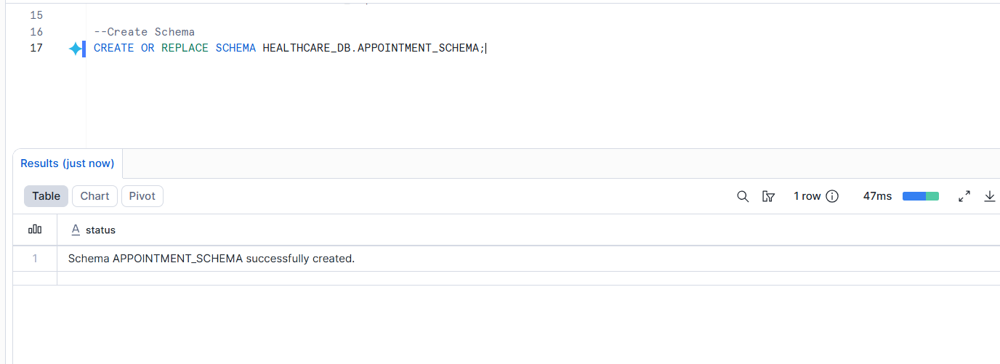 15
16 --Create Schema
17 CREATE OR REPLACE SCHEMA HEALTHCARE_DB.APPOINTMENT_SCHEMA;
Results (just now)
Table Chart Pivot 1 row 47ms
A status
1 Schema APPOINTMENT_SCHEMA successfully created.